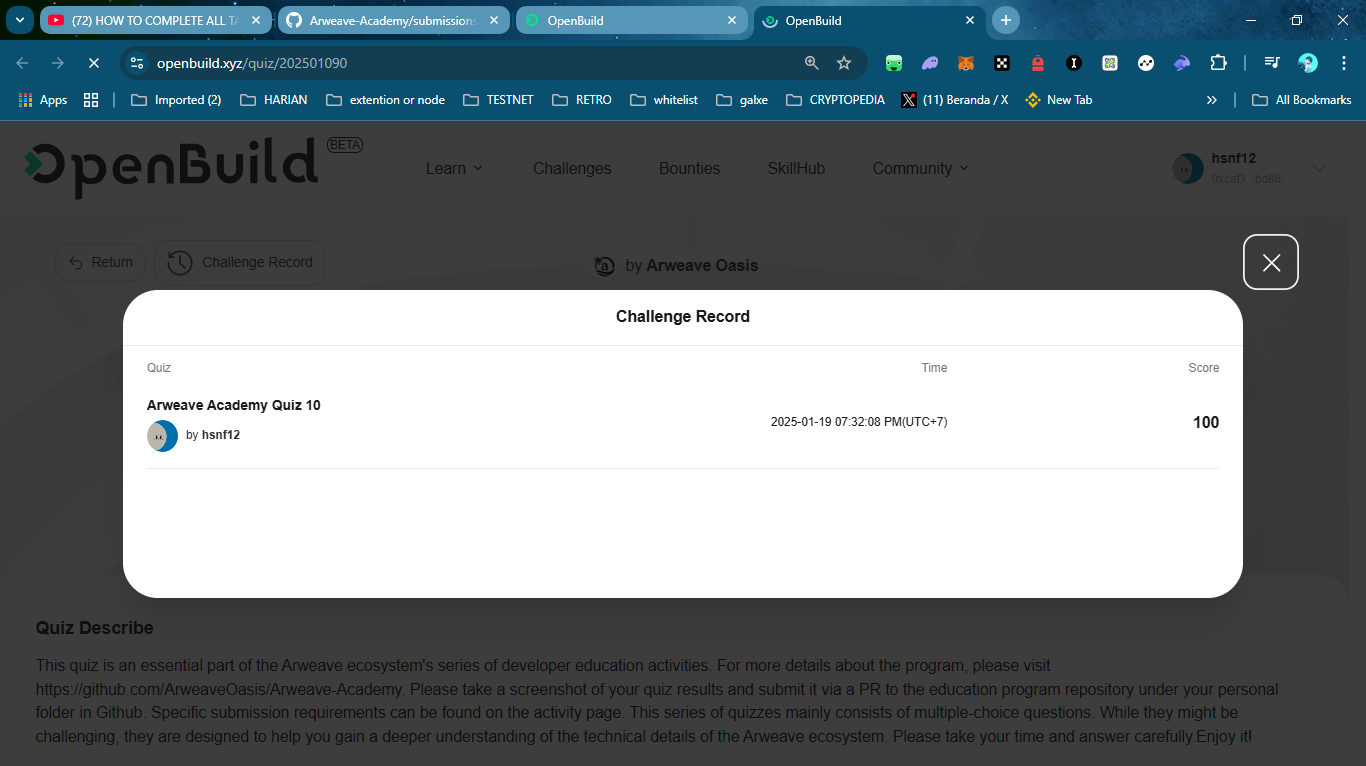 (72) HOW TO COMPLETE ALL TA
Arweave-Academy/submissions
OpenBuild
OpenBuild
openbuild.xyz/quiz/202501090
Apps
Imported (2)
HARIAN
extention or node
TESTNET
RETRO
whitelist
galxe
CRYPTOPEDIA
(11) Beranda / X
New Tab
»
All Bookmarks
OpenBuild
BETA
Learn
Challenges
Bounties
SkillHub
Community
hsnf12
0xcaD...bd86
Return
Challenge Record
by Arweave Oasis
Challenge Record
Quiz Time Score
Arweave Academy Quiz 10
by hsnf12
2025-01-19 07:32:08 PM(UTC+7)
100
Quiz Describe
This quiz is an essential part of the Arweave ecosystem's series of developer education activities. For more details about the program, please visit
https://github.com/ArweaveOasis/Arweave-Academy. Please take a screenshot of your quiz results and submit it via a PR to the education program repository under your personal
folder in Github. Specific submission requirements can be found on the activity page. This series of quizzes mainly consists of multiple-choice questions. While they might be
challenging, they are designed to help you gain a deeper understanding of the technical details of the Arweave ecosystem. Please take your time and answer carefully.Enjoy it!